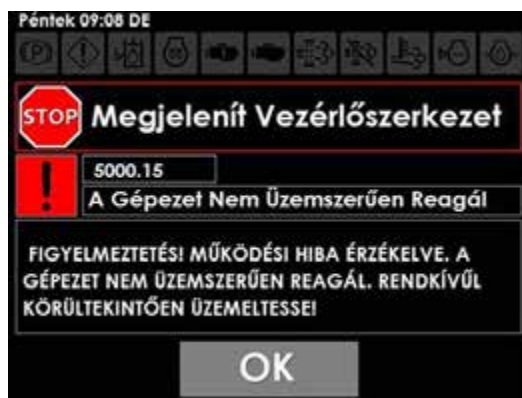 Péntek 09:08 DE
STOP Megjelenít Vezérlőszerkezet
5000.15
A Gépezet Nem Üzemszerűen Reagál
FIGYELMEZTETÉS! MŰKÖDÉSI HIBA ÉRZÉKELVE. A
GÉPEZET NEM ÜZEMSZERŰEN REAGÁL. RENDKÍVŰL
KÖRÜLTEKINTŐEN ÜZEMELTESSE!
OK